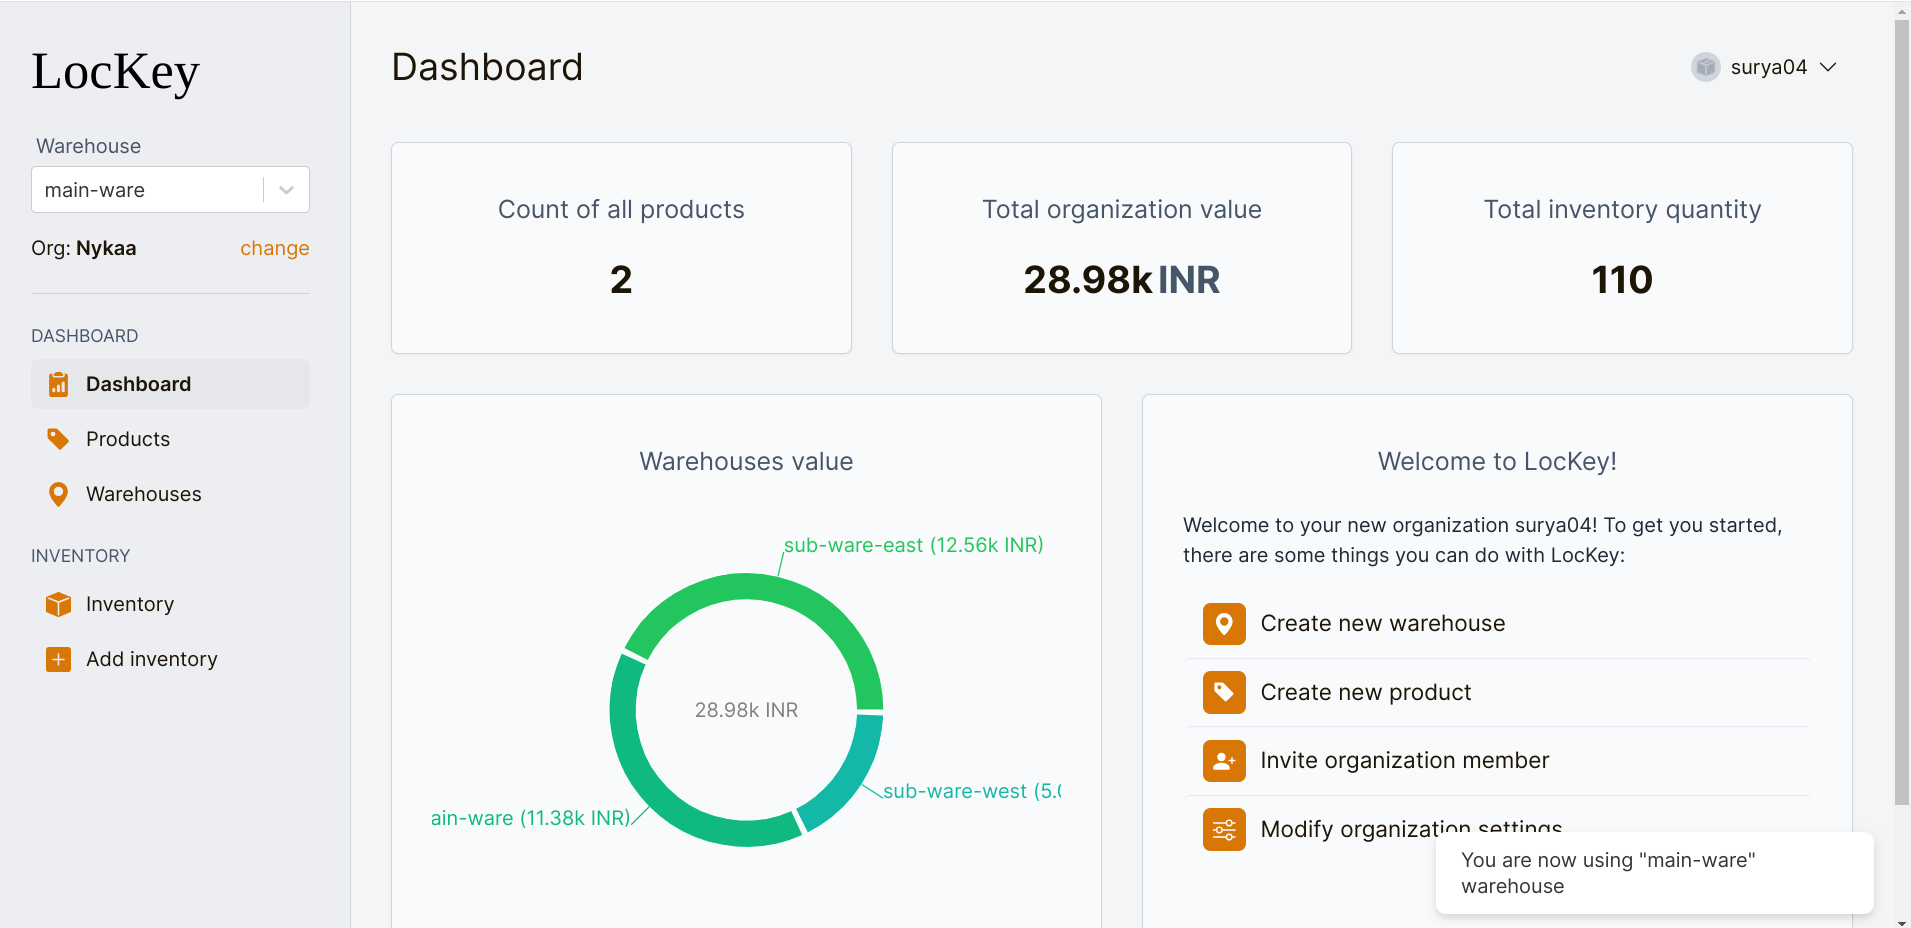 LocKey
Warehouse
main-ware
Org: Nykaa change
DASHBOARD
Dashboard
Products
Warehouses
INVENTORY
Inventory
Add inventory
Dashboard
surya04
Count of all products
2
Total organization value
28.98k INR
Total inventory quantity
110
Warehouses value
sub-ware-east (12.56k INR)
28.98k INR
sub-ware-west (5.
ain-ware (11.38k INR)
Welcome to LocKey!
Welcome to your new organization surya04! To get you started,
there are some things you can do with LocKey:
Create new warehouse
Create new product
Invite organization member
Modify organization settings
You are now using "main-ware"
warehouse